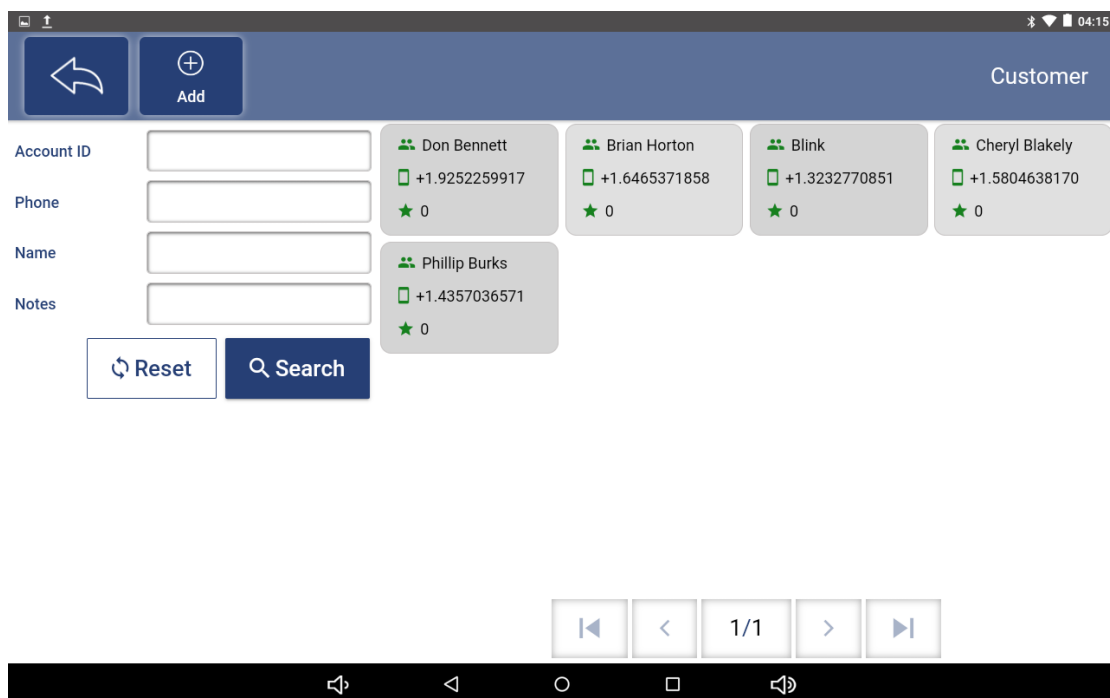 04:15
Add
Customer
Account ID
Phone
Name
Notes
Reset
Search
Don Bennett
+1.9252259917
0
Brian Horton
+1.6465371858
0
Blink
+1.3232770851
0
Cheryl Blakely
+1.5804638170
0
Phillip Burks
+1.4357036571
0
1/1